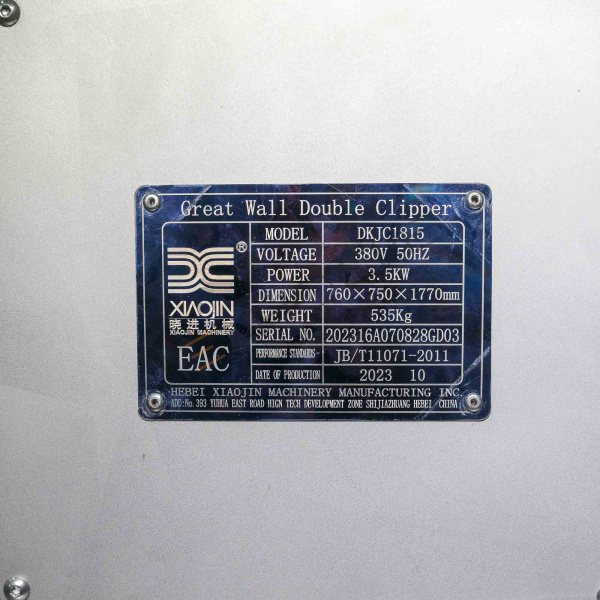 Great Wall Double Clipper
MODEL DKJC1815
VOLTAGE 380V 50HZ
POWER 3.5KW
DIMENSION 760×750×1770mm
WEIGHT 535Kg
SERIAL NO. 202316A070828GD03
PERFORMANCE STANDARDS- JB/T11071-2011
DATE OF PRODUCTION 2023 10
®
XIAOJIN
晓进机械
XIAOJIN MACHINERY
EAC
HEBEI XIAOJIN MACHINERY MANUFACTURING INC.
ADD:No.393 YUHUA EAST ROAD HIGN TECH DEVELOPMENT ZONE SHIJIAZHUANG HEBEI CHINA